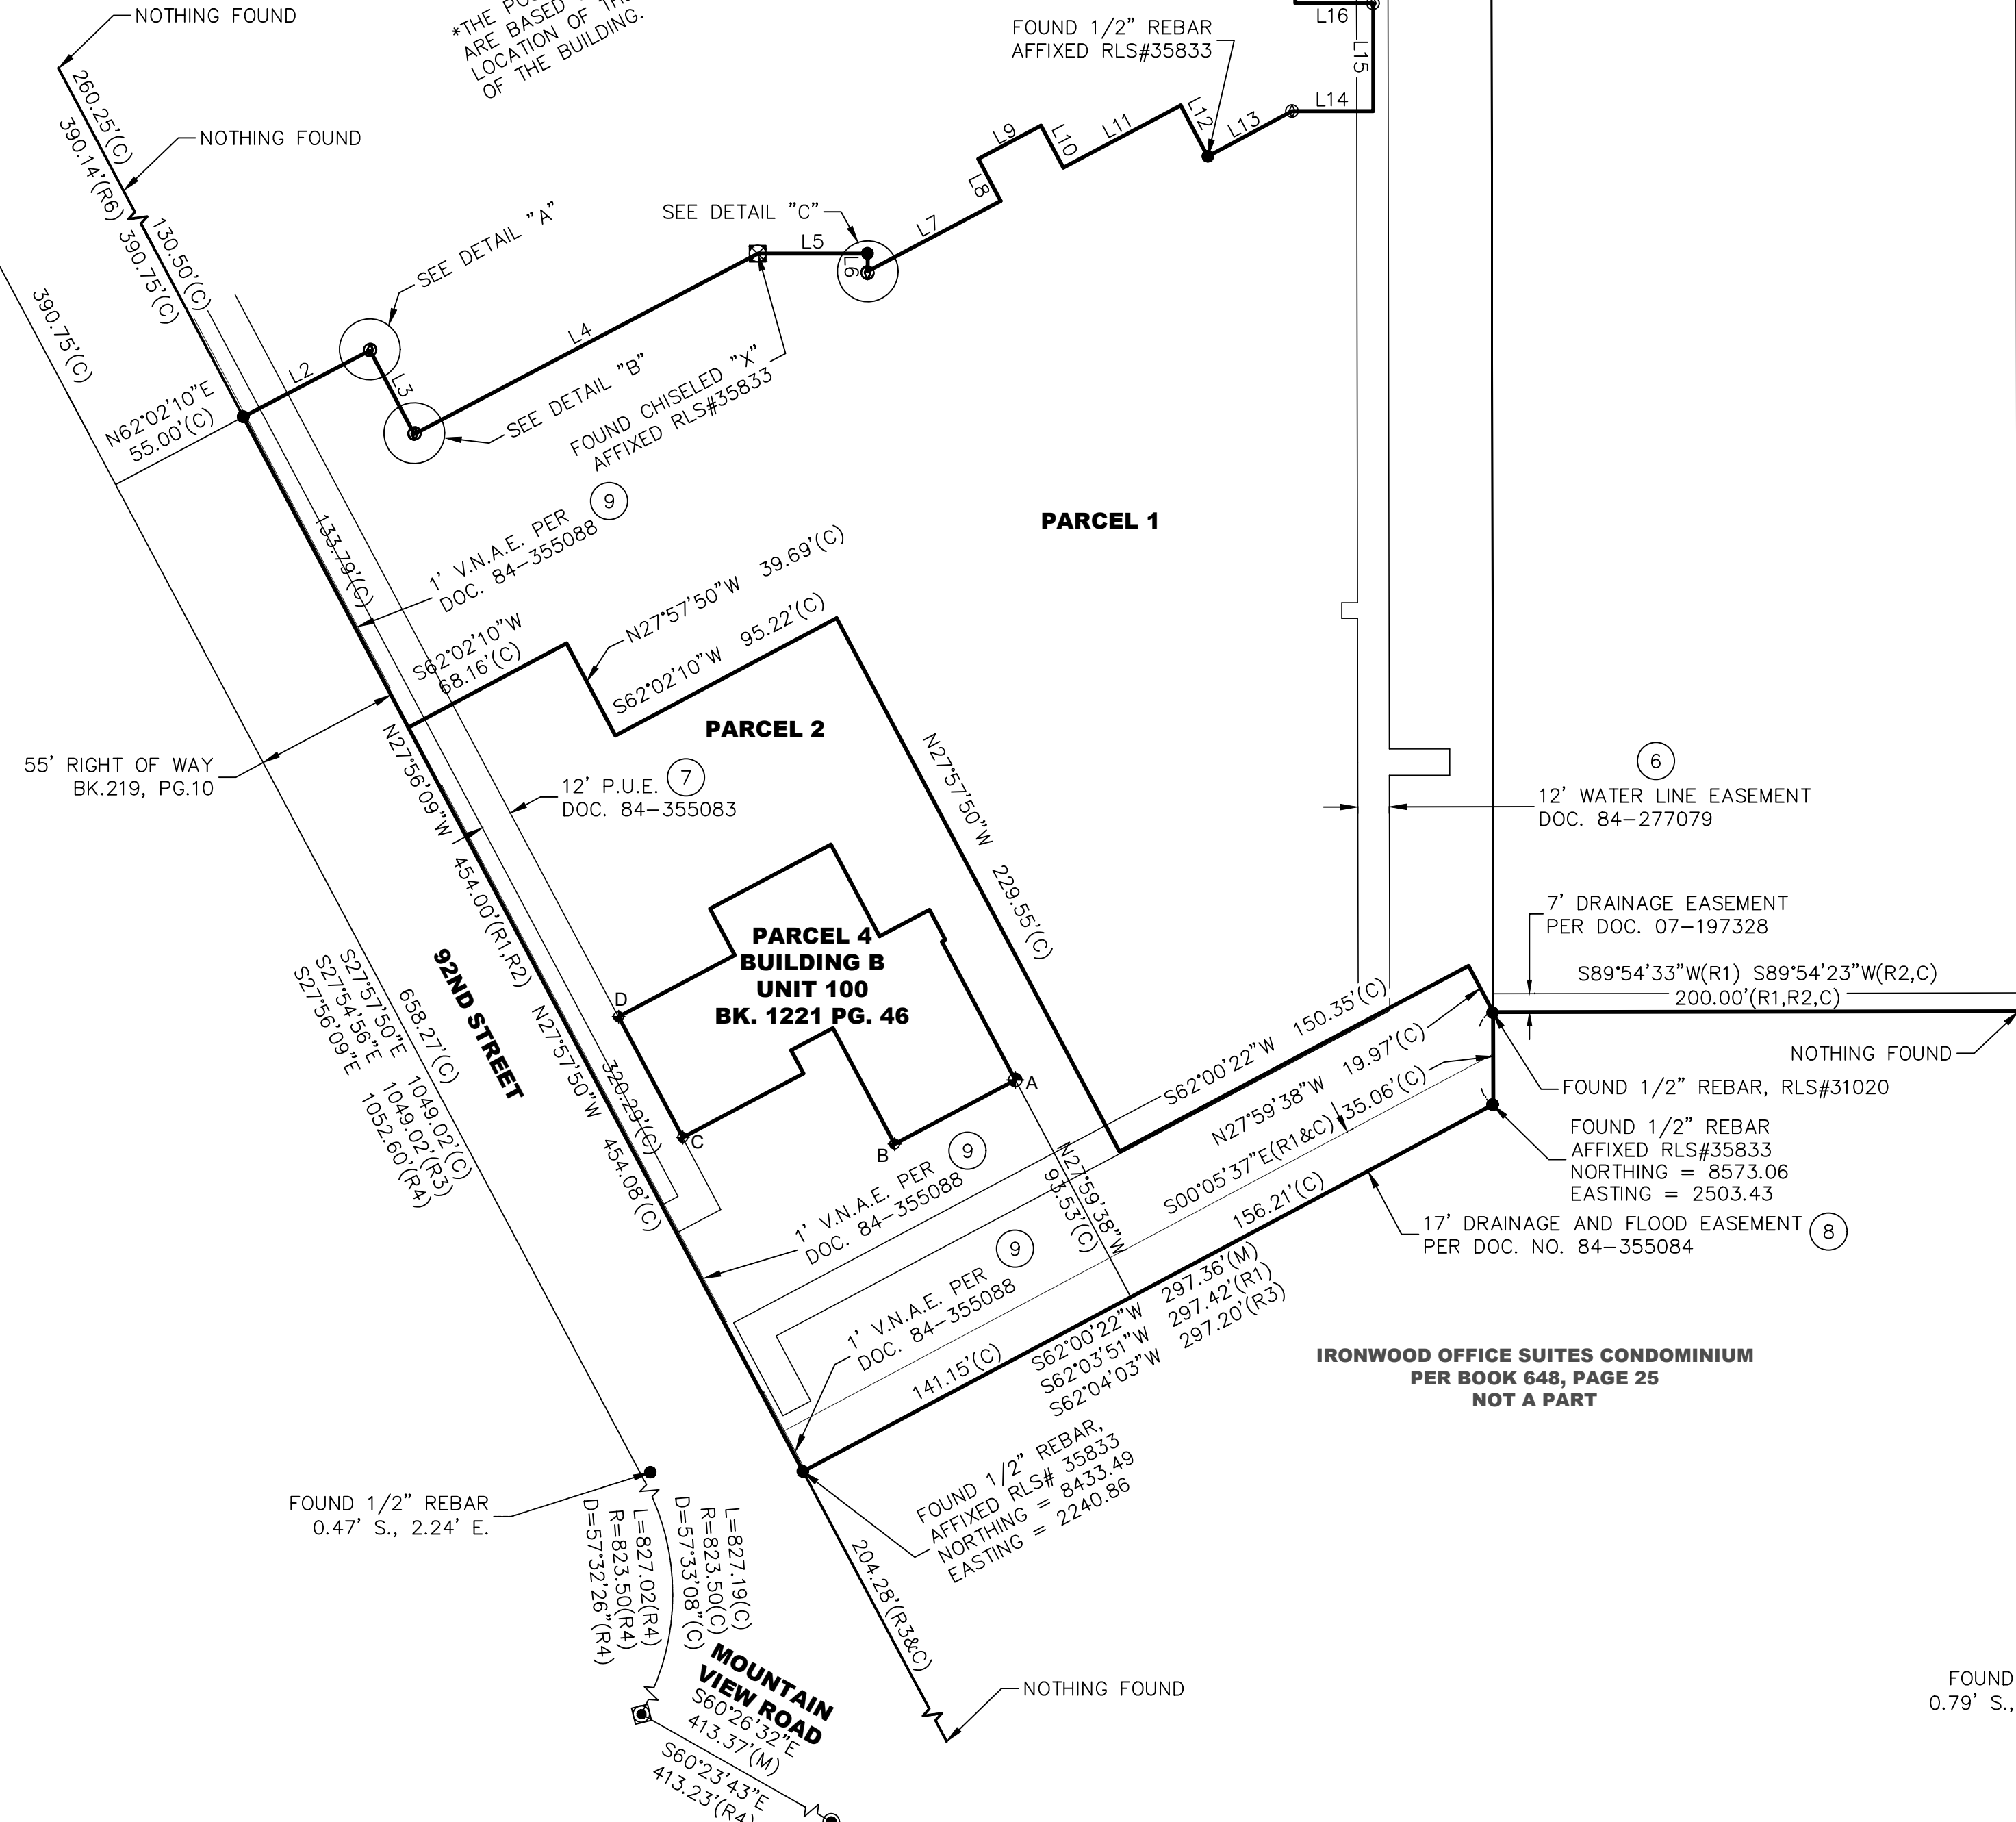 NOTHING FOUND
*THE PO
ARE BASED
LOCATION OF TH
OF THE BUILDING.
FOUND 1/2" REBAR
AFFIXED RLS#35833
L16
L15
L14
L13
L12
L11
L10
L9
L8
L7
L6
L5
SEE DETAIL "C"
NOTHING FOUND
260.25'(C)
390.14'(R6)
130.50'(C)
390.75'(C)
390.75'(C)
SEE DETAIL "A"
L2
L3
L4
SEE DETAIL "B"
FOUND CHISELED "X"
AFFIXED RLS#35833
N62°02'10"E
55.00'(C)
133.79'(C)
1' V.N.A.E. PER
DOC. 84-355088
9
PARCEL 1
S62°02'10"W
68.16'(C)
N27°57'50"W 39.69'(C)
S62°02'10"W 95.22'(C)
PARCEL 2
55' RIGHT OF WAY
BK.219, PG.10
12' P.U.E.
DOC. 84-355083
7
N27°57'50"W 229.55'(C)
6
12' WATER LINE EASEMENT
DOC. 84-277079
7' DRAINAGE EASEMENT
PER DOC. 07-197328
S89°54'33"W(R1) S89°54'23"W(R2,C)
200.00'(R1,R2,C)
NOTHING FOUND
FOUND 1/2" REBAR, RLS#31020
FOUND 1/2" REBAR
AFFIXED RLS#35833
NORTHING = 8573.06
EASTING = 2503.43
PARCEL 4
BUILDING B
UNIT 100
BK. 1221 PG. 46
D
A
C
B
N27°56'09"W 454.00'(R1,R2)
N27°57'50"W 454.08'(C)
320.29'(C)
92ND STREET
658.27'(C)
S27°57'50"E 1049.02'(C)
S27°54'56"E 1049.02'(R3)
S27°56'09"E 1052.60'(R4)
S62°00'22"W 150.35'(C)
N27°59'38"W 19.97'(C)
S00°05'37"E(R1&C) 35.06'(C)
N27°59'38"W
93.53'(C)
1' V.N.A.E. PER
DOC. 84-355088
9
1' V.N.A.E. PER
DOC. 84-355088
9
156.21'(C)
141.15'(C)
S62°00'22"W 297.36'(M)
S62°03'51"W 297.42'(R1)
S62°04'03"W 297.20'(R3)
17' DRAINAGE AND FLOOD EASEMENT
PER DOC. NO. 84-355084
8
IRONWOOD OFFICE SUITES CONDOMINIUM
PER BOOK 648, PAGE 25
NOT A PART
FOUND 1/2" REBAR,
AFFIXED RLS# 35833
NORTHING = 8433.49
EASTING = 2240.86
FOUND 1/2" REBAR
0.47' S., 2.24' E.
L=827.19(C)
R=823.50(C)
D=57°33'08"(C)
L=827.02(R4)
R=823.50(R4)
D=57°32'26"(R4)
204.28'(R3&C)
NOTHING FOUND
MOUNTAIN
VIEW ROAD
S60°26'32"E
413.37'(M)
S60°23'43"E
413.23'(R4)
FOUND
0.79' S.,